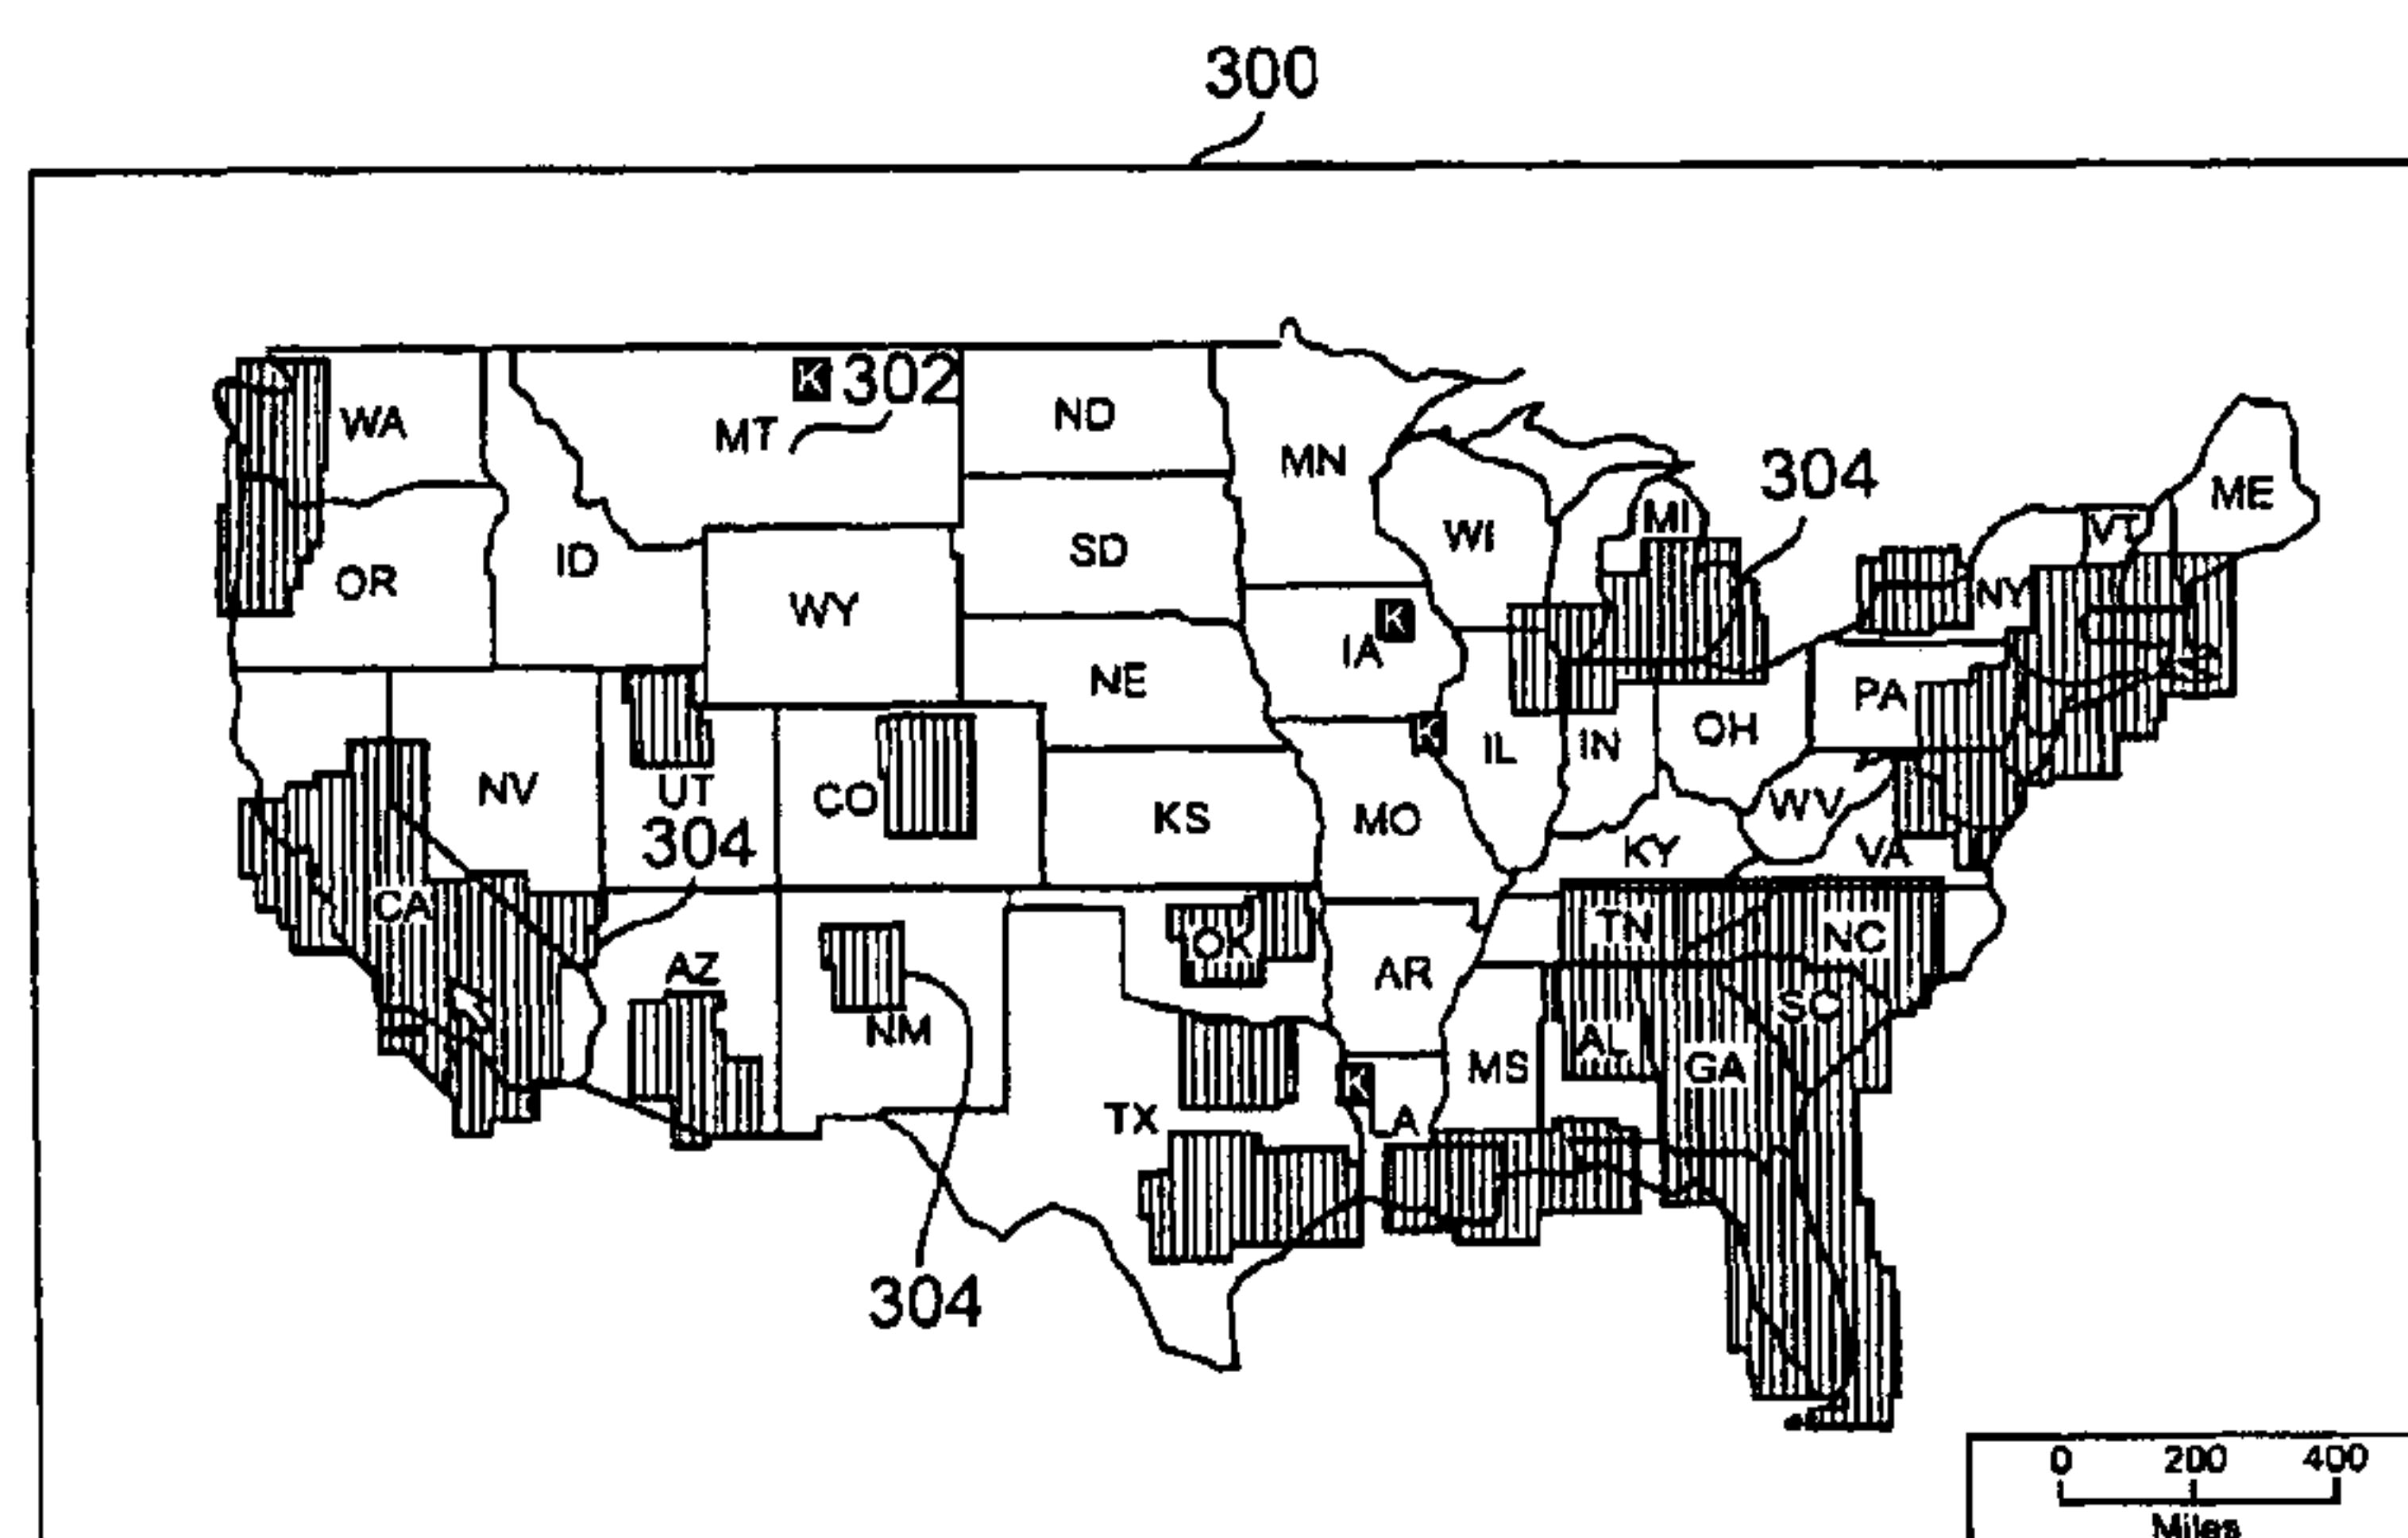 300
K 302
WA
MT
ND
MN
304
ME
MI
VT
OR
ID
SD
WI
WY
NY
K
IA
NE
PA
K
OH
IL
IN
NV
UT
CO
KS
MO
WV
304
KY
VA
CA
TN
NC
OK
AZ
AR
SC
NM
AL
MS
GA
K
TX
A
304
0 200 400
Miles